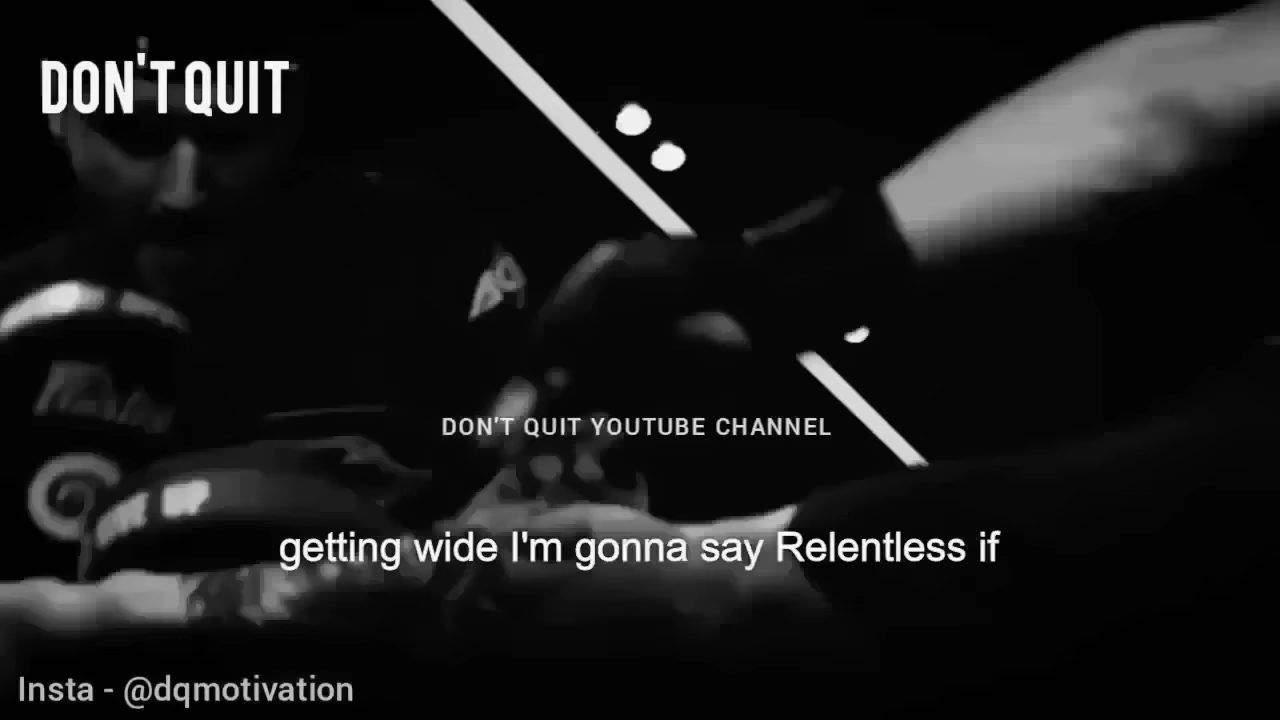 DON'T QUIT
DON'T QUIT YOUTUBE CHANNEL
getting wide I'm gonna say Relentless if
Insta - @dqmotivation